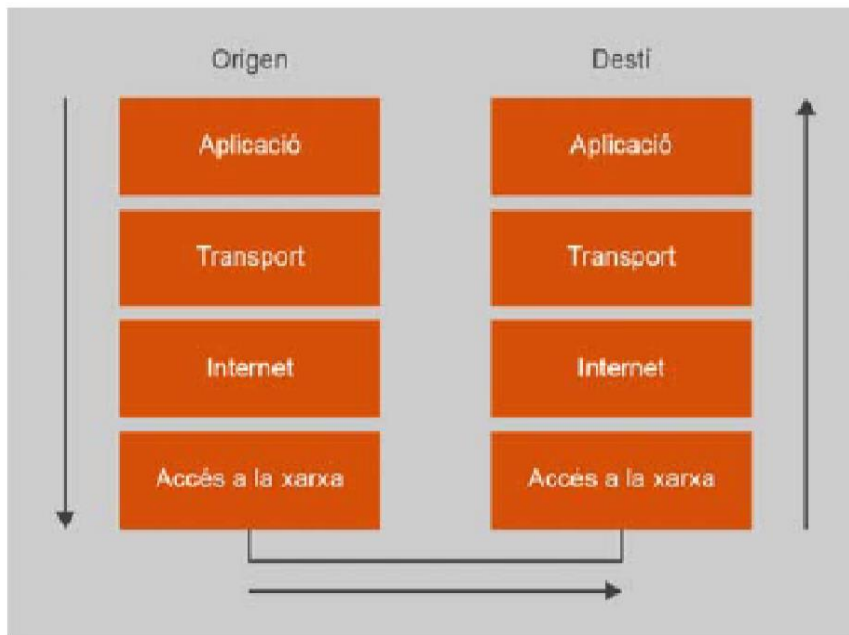 Origen
Destí
Aplicació
Aplicació
Transport
Transport
Internet
Internet
Accés a la xarxa
Accés a la xarxa